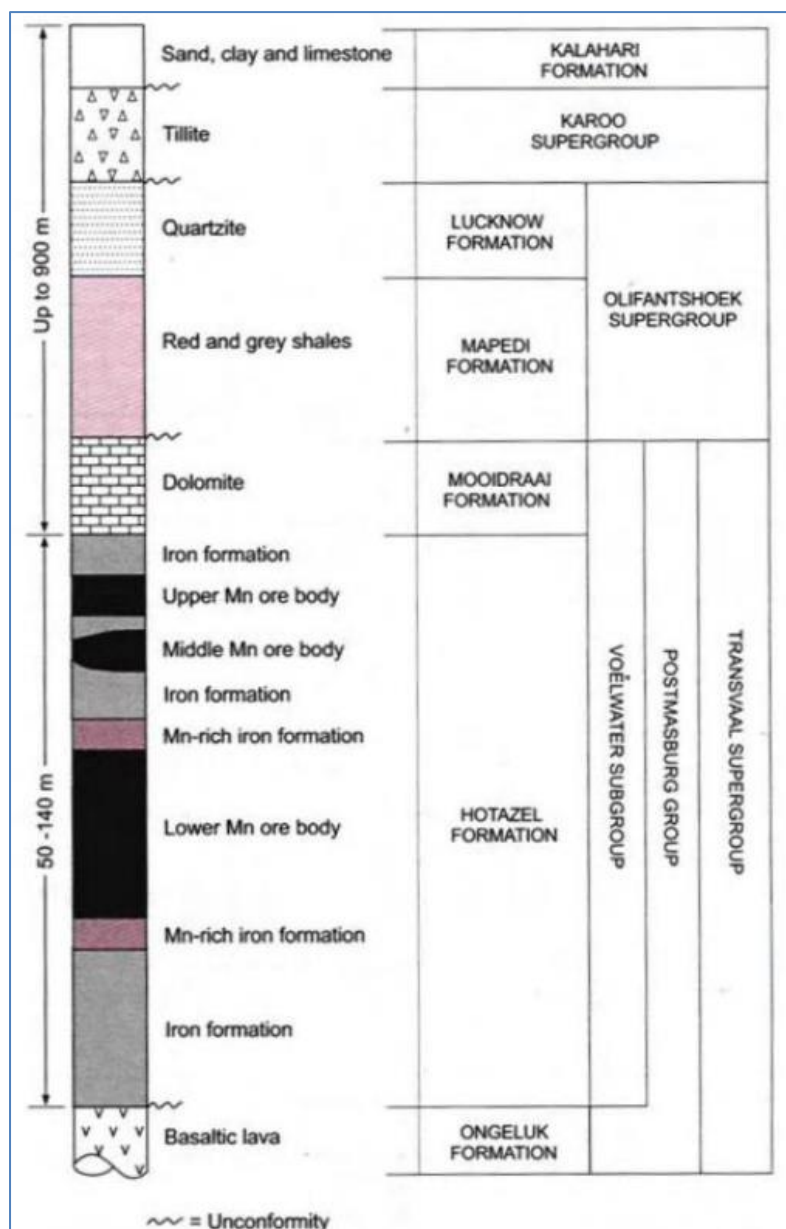 Sand, clay and limestone
KALAHARI
FORMATION
Tillite
KAROO
SUPERGROUP
Quartzite
LUCKNOW
FORMATION
OLIFANTSHOEK
SUPERGROUP
Up to 900 m
Red and grey shales
MAPEDI
FORMATION
Dolomite
MOOIDRAAI
FORMATION
Iron formation
Upper Mn ore body
Middle Mn ore body
Iron formation
Mn-rich iron formation
Lower Mn ore body
HOTAZEL
FORMATION
VOËLWATER SUBGROUP
POSTMASBURG GROUP
TRANSVAAL SUPERGROUP
50 -140 m
Mn-rich iron formation
Iron formation
Basaltic lava
ONGELUK
FORMATION
= Unconformity